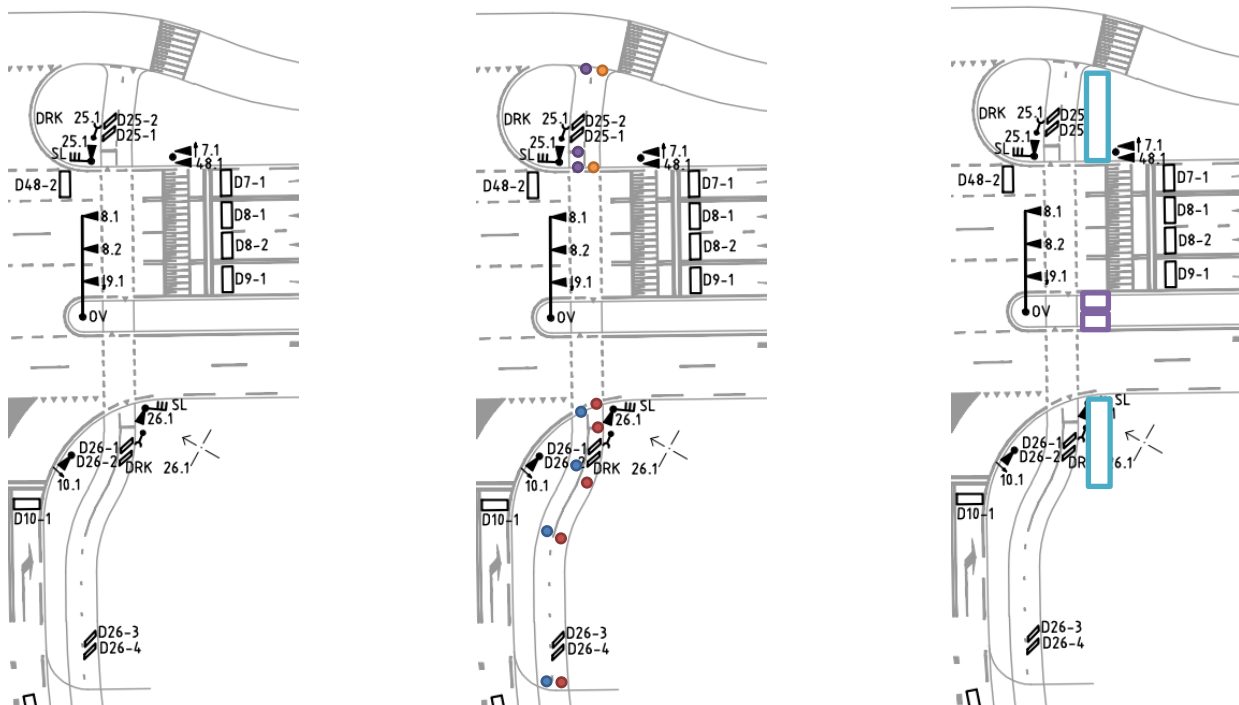 DRK 25.1 D25-2
D25-1
25.1
SL
7.1
48.1
D48-2
D7-1
8.1
D8-1
8.2
D8-2
9.1
D9-1
OV
SL
26.1
D26-1
D26-2
DRK 26.1
10.1
D10-1
D26-3
D26-4
DRK 25.1 D25-2
D25-1
25.1
SL
7.1
48.1
D48-2
D7-1
8.1
D8-1
8.2
D8-2
9.1
D9-1
OV
SL
26.1
D26-1
D26-2
DRK 26.1
10.1
D10-1
D26-3
D26-4
DRK 25.1 D25
D25
25.1
SL
7.1
48.1
D48-2
D7-1
8.1
D8-1
8.2
D8-2
9.1
D9-1
OV
SL
D26-1
D26-2
10.1
D10-1
D26-3
D26-4